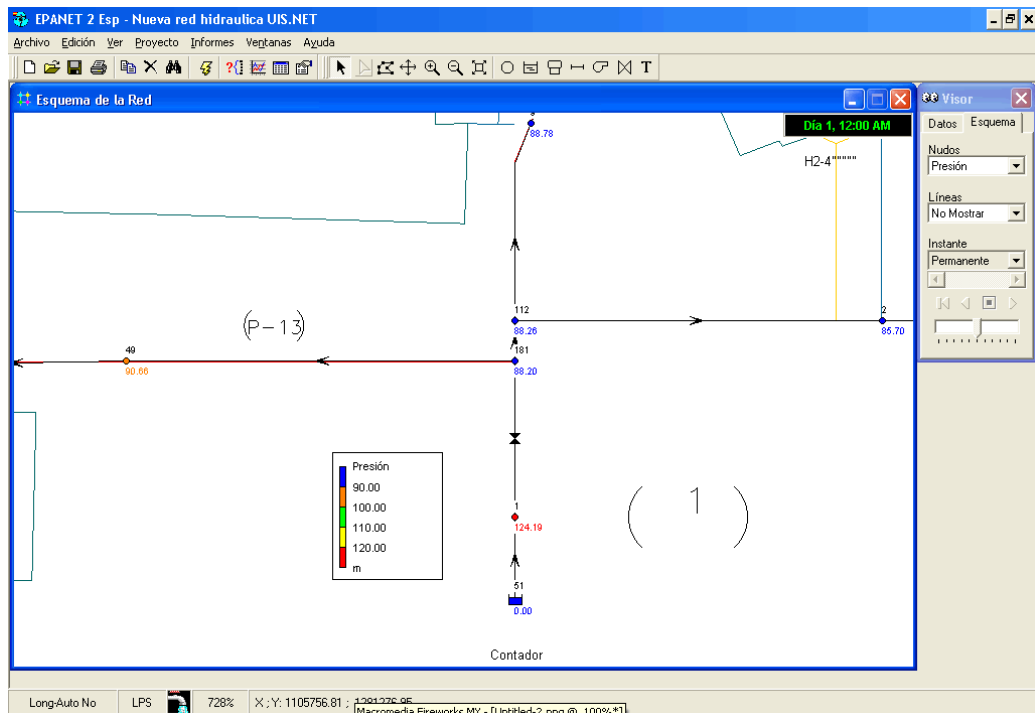 EPANET 2 Esp - Nueva red hidraulica UIS.NET
Archivo Edición Ver Proyecto Informes Ventanas Ayuda
T
Esquema de la Red
Visor
Día 1, 12:00 AM
Datos Esquema
Nudos
Presión
Líneas
No Mostrar
Instante
Permanente
88.78
H2-4"""""
112
88.26
2
85.70
(P-13)
49
90.66
181
88.20
Presión
90.00
100.00
110.00
120.00
m
1
124.19
( 1 )
51
0.00
Contador
Long-Auto No LPS 728% X ; Y: 1105756.81 ;
Macromedia Fireworks MX - [Untitled-2.png @ 100%*]